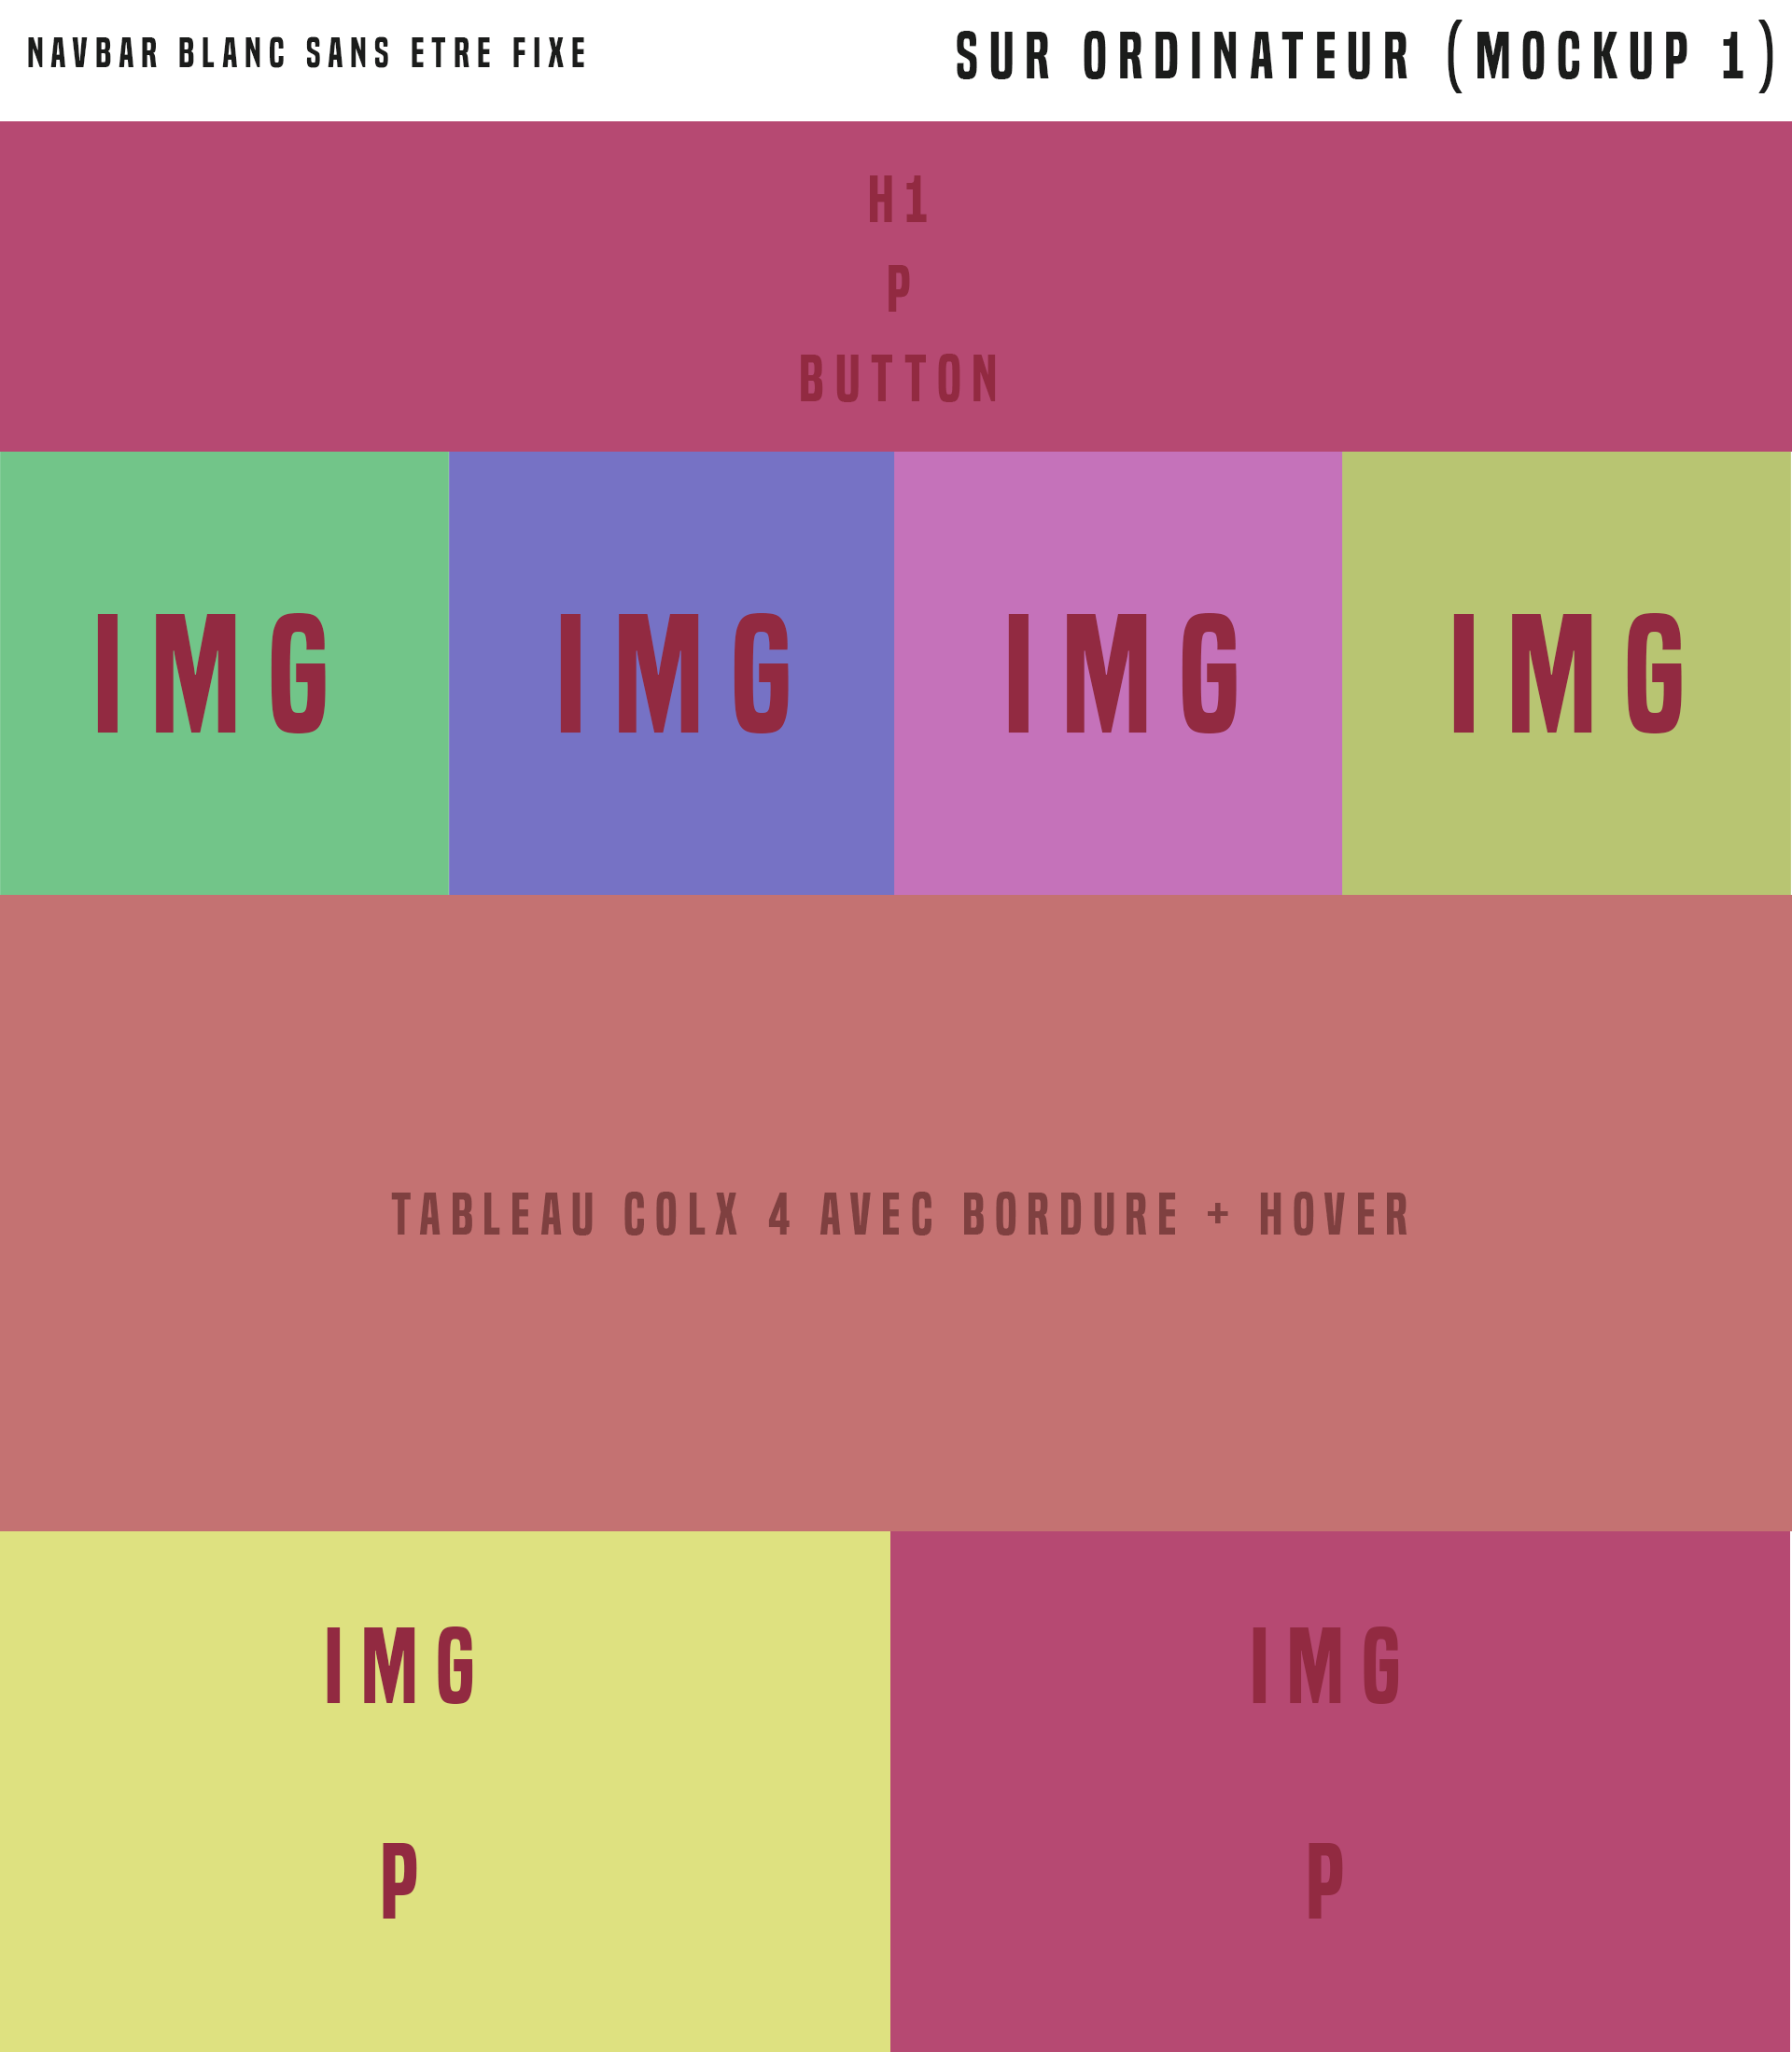 NAVBAR BLANC SANS ETRE FIXE
SUR ORDINATEUR (MOCKUP 1)
H1
P
BUTTON
IMG
IMG
IMG
IMG
TABLEAU COLX 4 AVEC BORDURE + HOVER
IMG
IMG
P
P